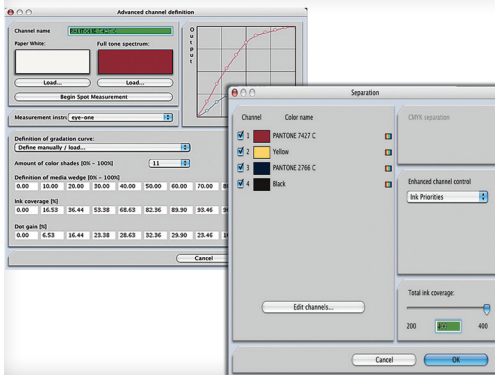 Advanced channel definition
Channel name
Paper White:
Full tone spectrum:
Output
Load...
Load...
Begin Spot Measurement
Measurement instr: eye-one
Definition of gradation curve:
Define manually / load...
Amount of color shades [0% - 100%]
11
Definition of media wedge [0% - 100%]
0.00 10.00 20.00 30.00 40.00 50.00 60.00 70.00
Ink coverage [%]
0.00 16.53 36.44 53.38 68.63 82.36 89.90 93.46
Dot gain [%]
0.00 6.53 16.44 23.38 28.63 32.36 29.90 23.46
Cancel
Separation
Channel Color name
1 PANTONE 7427 C
2 Yellow
3 PANTONE 2766 C
4 Black
Edit channels...
CMYK separation
Enhanced channel control
Ink Priorities
Total ink coverage:
200 400 400
Cancel
OK